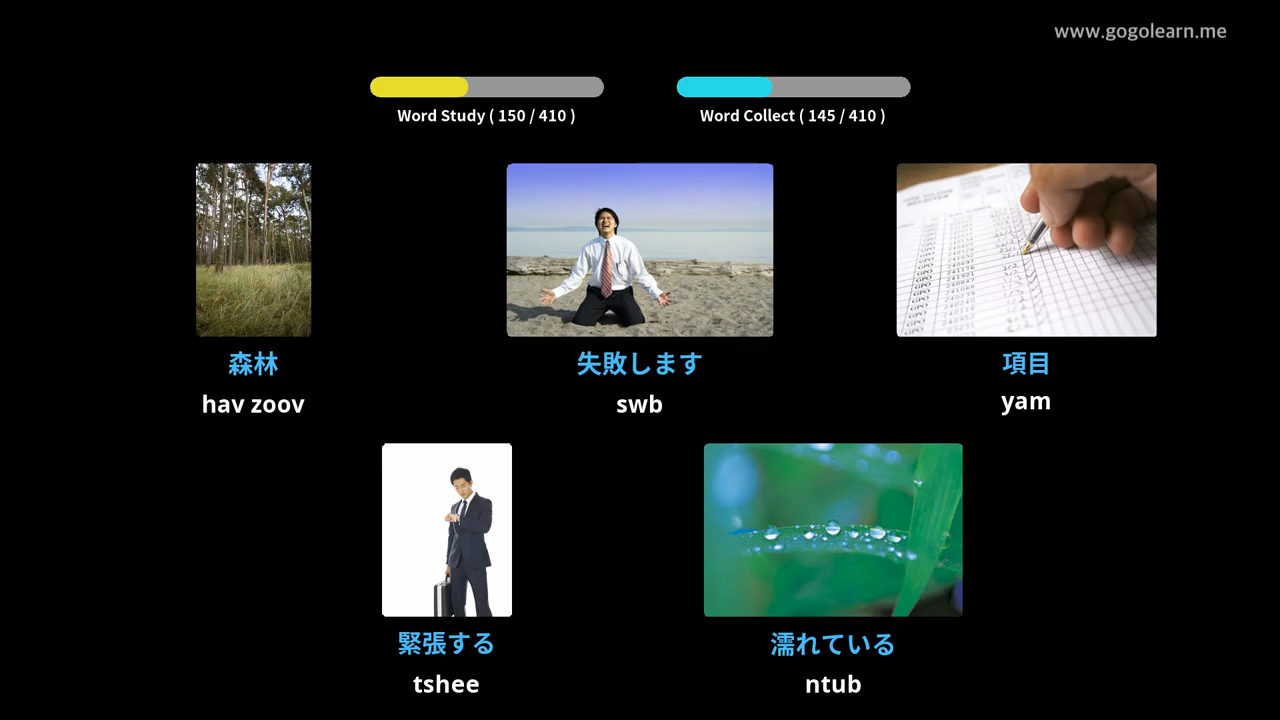 www.gogolearn.me
Word Study ( 150 / 410 )
Word Collect ( 145 / 410 )
森林
hav zoov
失敗します
swb
項目
yam
緊張する
tshee
濡れている
ntub